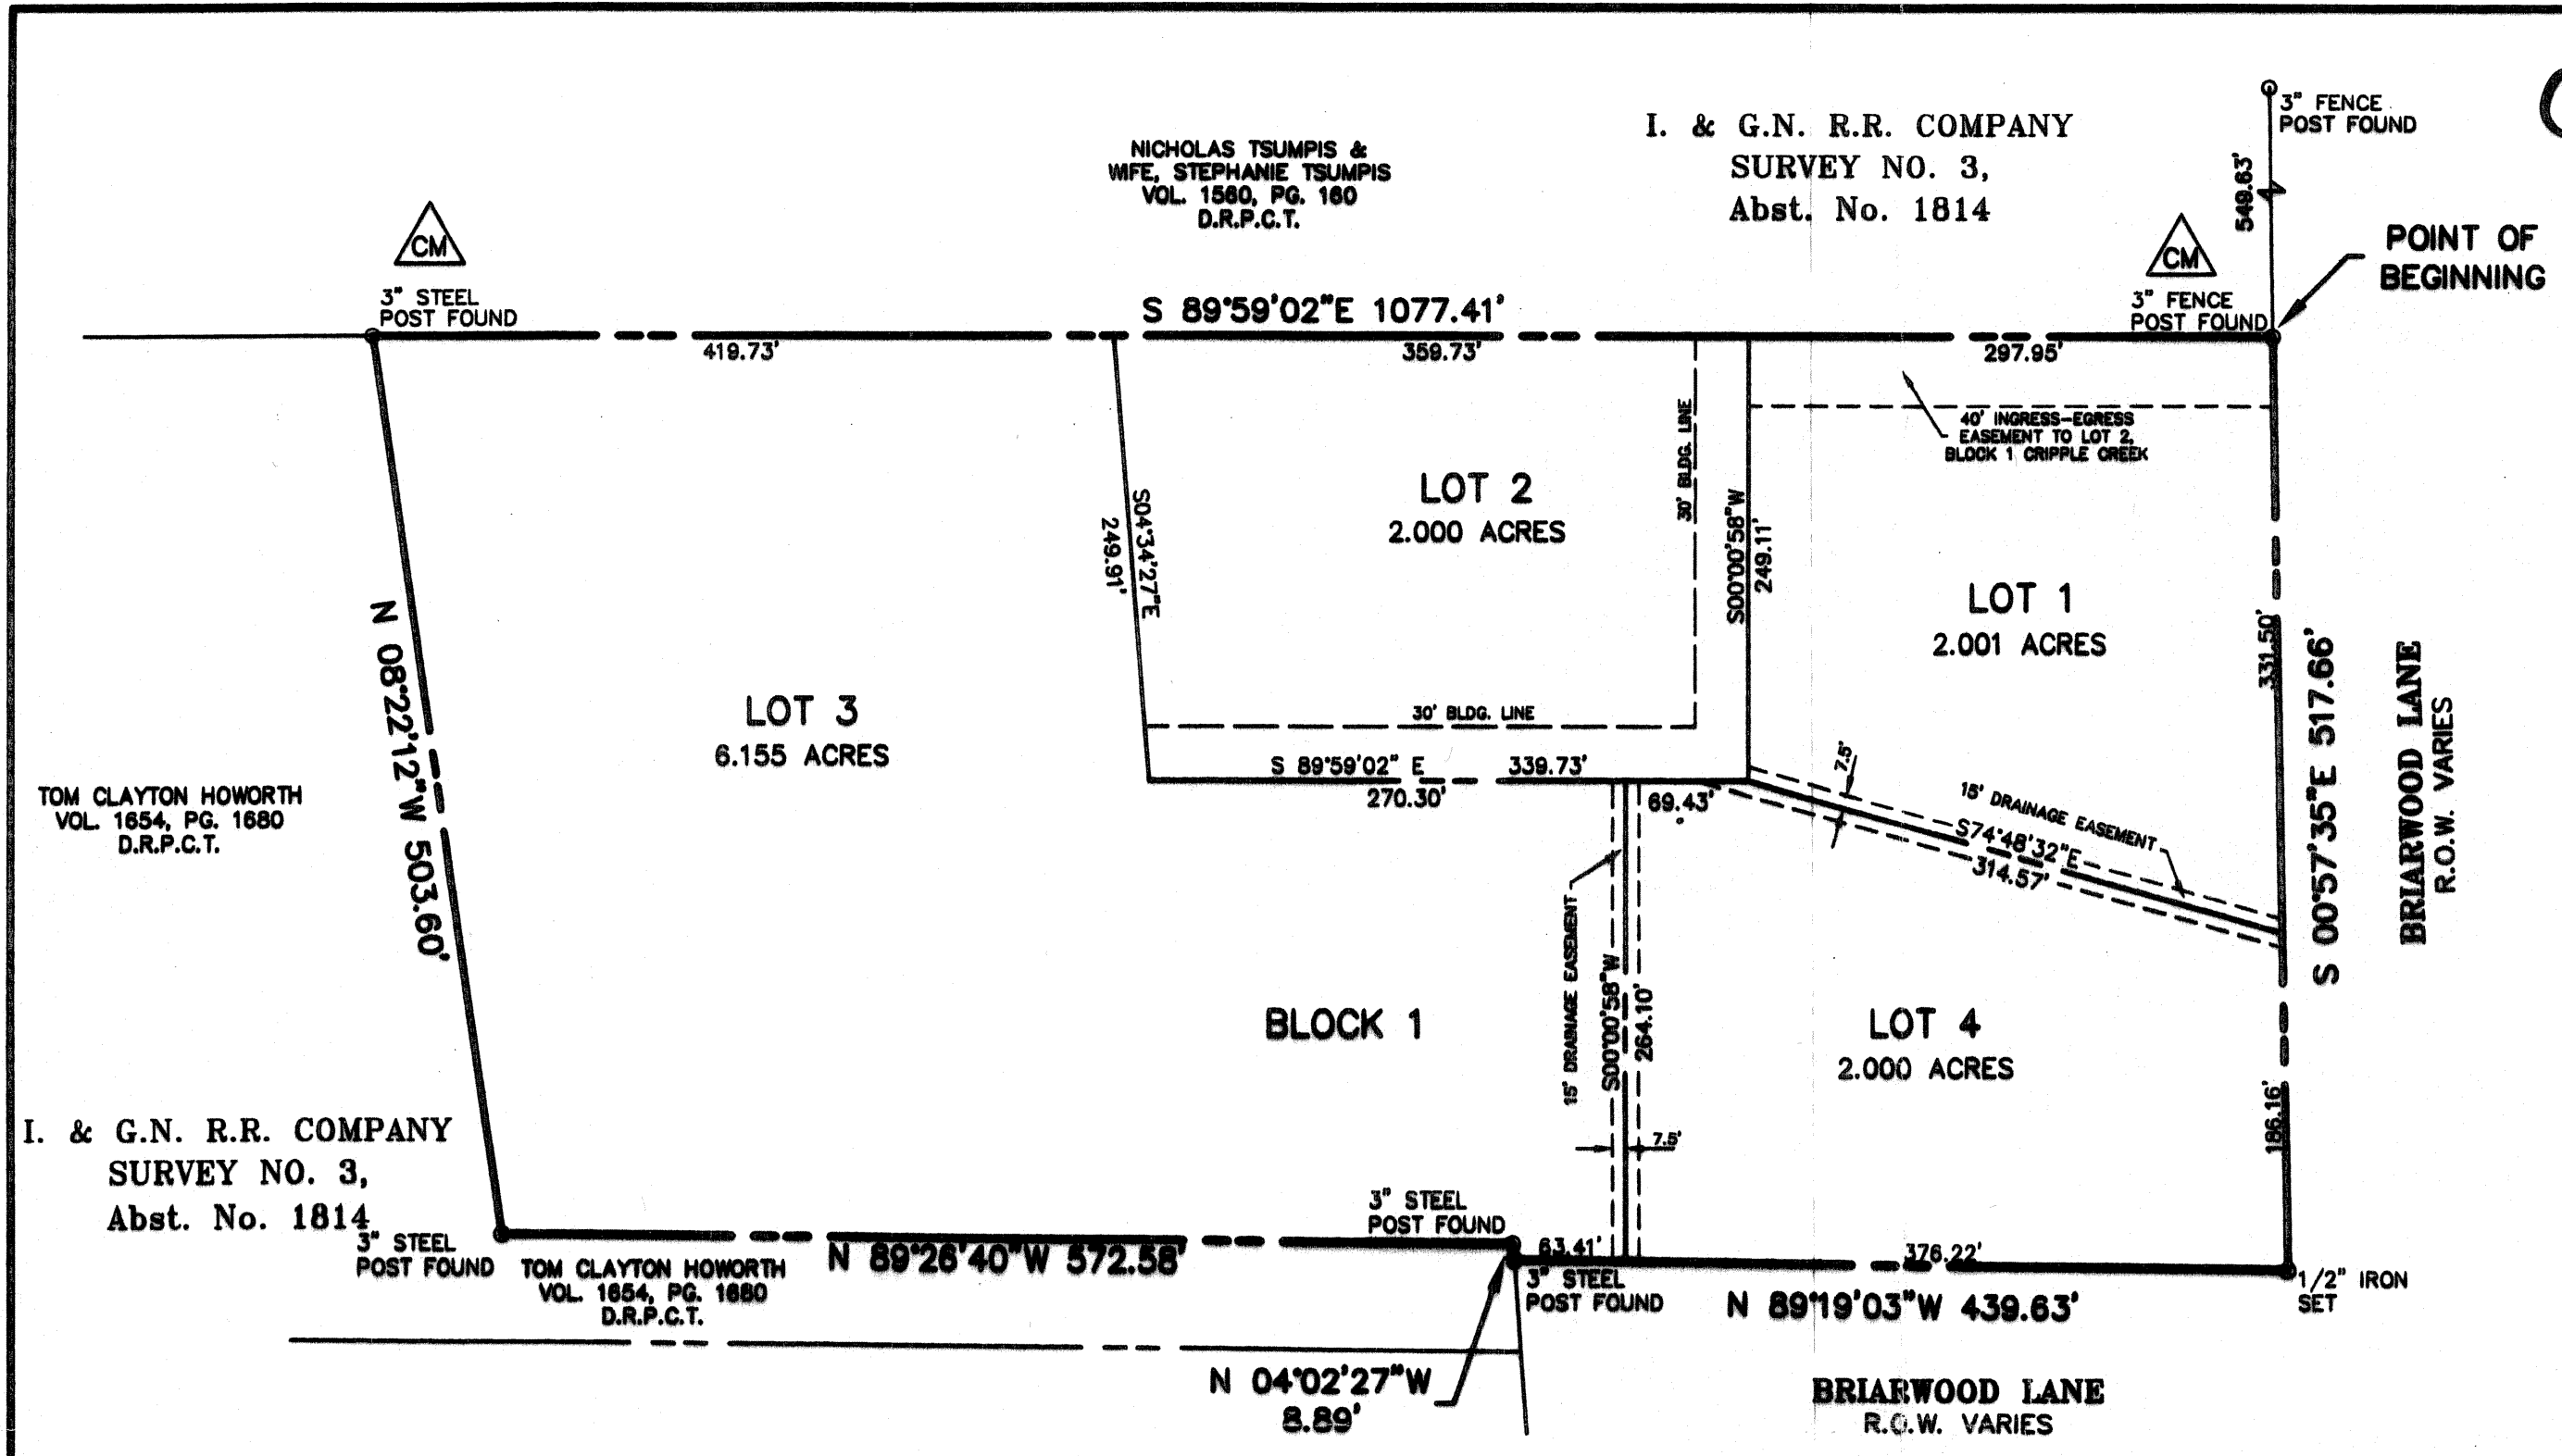 3" FENCE
POST FOUND
549.63'
I. & G.N. R.R. COMPANY
SURVEY NO. 3,
Abst. No. 1814
NICHOLAS TSUMPIS &
WIFE, STEPHANIE TSUMPIS
VOL. 1560, PG. 160
D.R.P.C.T.
CM
3" STEEL
POST FOUND
CM
3" FENCE
POST FOUND
POINT OF
BEGINNING
S 89°59'02"E 1077.41'
419.73'
359.73'
297.95'
40' INGRESS-EGRESS
EASEMENT TO LOT 2,
BLOCK 1 CRIPPLE CREEK
30' BLDG. LINE
LOT 2
2.000 ACRES
S04°34'27"E
249.91'
S00°00'58"W
249.11'
LOT 1
2.001 ACRES
331.50'
S 00°57'35"E 517.66'
BRIARWOOD LANE
R.O.W. VARIES
N 08°22'12"W 503.60'
LOT 3
6.155 ACRES
30' BLDG. LINE
S 89°59'02" E 339.73'
270.30'
69.43'
7.5'
15' DRAINAGE EASEMENT
S74°48'32"E
314.57'
TOM CLAYTON HOWORTH
VOL. 1654, PG. 1680
D.R.P.C.T.
15' DRAINAGE EASEMENT
S00°00'58"W
264.10'
BLOCK 1
LOT 4
2.000 ACRES
186.16'
7.5'
I. & G.N. R.R. COMPANY
SURVEY NO. 3,
Abst. No. 1814
3" STEEL
POST FOUND
3" STEEL
POST FOUND
TOM CLAYTON HOWORTH
VOL. 1654, PG. 1680
D.R.P.C.T.
N 89°26'40"W 572.58'
63.41'
376.22'
3" STEEL
POST FOUND
N 89°19'03"W 439.63'
1/2" IRON
SET
N 04°02'27"W
8.89'
BRIARWOOD LANE
R.O.W. VARIES